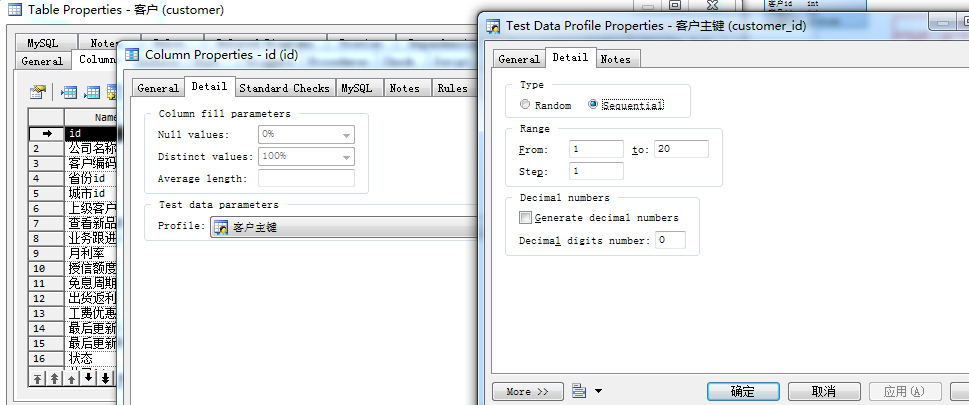 Table Properties - 客户 (customer)
MySQL
Notes
General
Name
id
2 公司名称
3 客户编码
4 省份id
5 城市id
6 上级客户
7 查看新品
8 业务跟进
9 月利率
10 授信额度
11 免息周期
12 出货返利
13 工费优惠
14 最后更新
15 最后更新
16 状态
Column Properties - id (id)
General Detail Standard Checks MySQL Notes Rules
Column fill parameters
Null values: 0%
Distinct values: 100%
Average length:
Test data parameters
Profile: 客户主键
客户id int
Test Data Profile Properties - 客户主键 (customer_id)
General Detail Notes
Type
Random Sequential
Range
From: 1 to: 20
Step: 1
Decimal numbers
Generate decimal numbers
Decimal digits number: 0
More >> 确定 取消 应用(A)